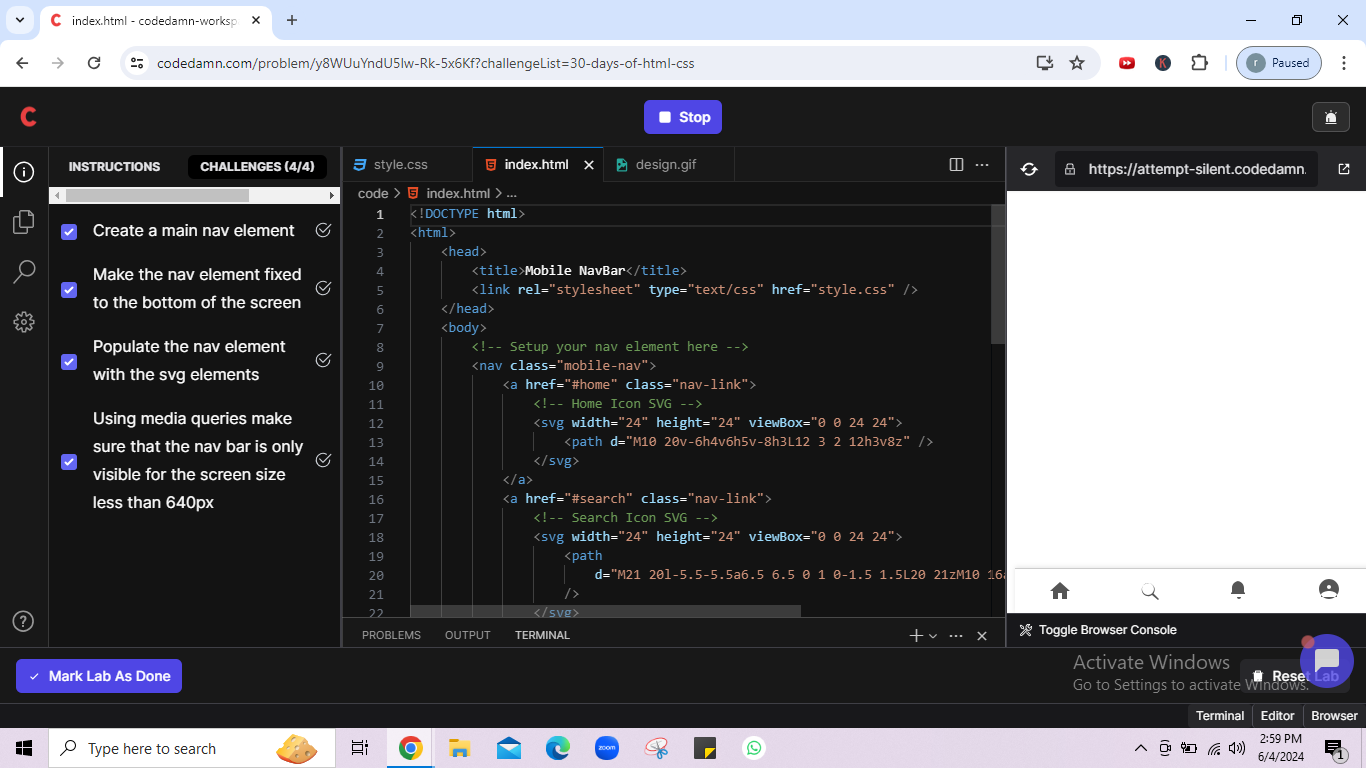 index.html - codedamn-worksp
codedamn.com/problem/y8WUuYndU5lw-Rk-5x6Kf?challengeList=30-days-of-html-css
K
r Paused
Stop
INSTRUCTIONS CHALLENGES (4/4)
Create a main nav element
Make the nav element fixed
to the bottom of the screen
Populate the nav element
with the svg elements
Using media queries make
sure that the nav bar is only
visible for the screen size
less than 640px
style.css index.html design.gif
code > index.html > ...
1 <!DOCTYPE html>
2 <html>
3 <head>
4 <title>Mobile NavBar</title>
5 <link rel="stylesheet" type="text/css" href="style.css" />
6 </head>
7 <body>
8 <!-- Setup your nav element here -->
9 <nav class="mobile-nav">
10 <a href="#home" class="nav-link">
11 <!-- Home Icon SVG -->
12 <svg width="24" height="24" viewBox="0 0 24 24">
13 <path d="M10 20v-6h4v6h5v-8h3L12 3 2 12h3v8z" />
14 </svg>
15 </a>
16 <a href="#search" class="nav-link">
17 <!-- Search Icon SVG -->
18 <svg width="24" height="24" viewBox="0 0 24 24">
19 <path
20 d="M21 20l-5.5-5.5a6.5 6.5 0 1 0-1.5 1.5L20 21zM10 16a
21 />
22 </svg>
PROBLEMS OUTPUT TERMINAL
https://attempt-silent.codedamn.
Toggle Browser Console
Mark Lab As Done
Activate Windows
Go to Settings to activate Windows.
Reset Lab
Terminal Editor Browser
Type here to search
zoom
2:59 PM
6/4/2024
1